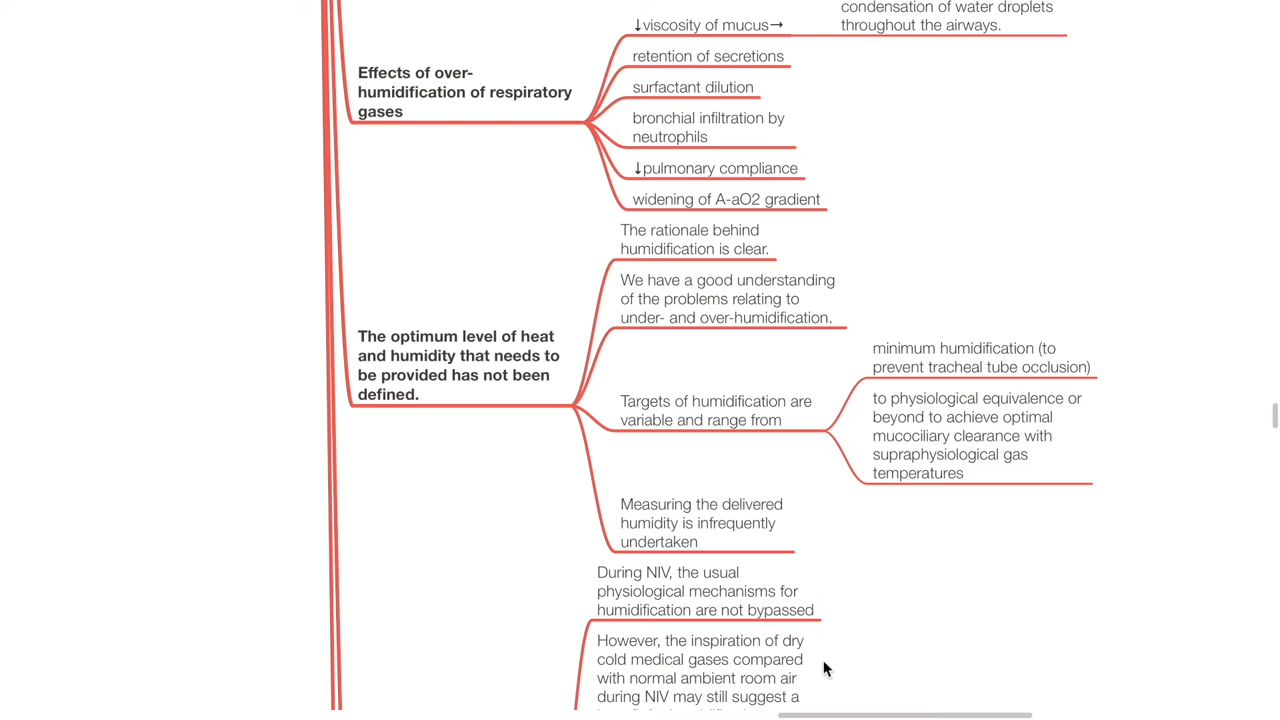 condensation of water droplets
throughout the airways.
↓viscosity of mucus→
retention of secretions
surfactant dilution
bronchial infiltration by
neutrophils
↓pulmonary compliance
widening of A-aO2 gradient
Effects of over-
humidification of respiratory
gases
The rationale behind
humidification is clear.
We have a good understanding
of the problems relating to
under- and over-humidification.
The optimum level of heat
and humidity that needs to
be provided has not been
defined.
Targets of humidification are
variable and range from
minimum humidification (to
prevent tracheal tube occlusion)
to physiological equivalence or
beyond to achieve optimal
mucociliary clearance with
supraphysiological gas
temperatures
Measuring the delivered
humidity is infrequently
undertaken
During NIV, the usual
physiological mechanisms for
humidification are not bypassed
However, the inspiration of dry
cold medical gases compared
with normal ambient room air
during NIV may still suggest a